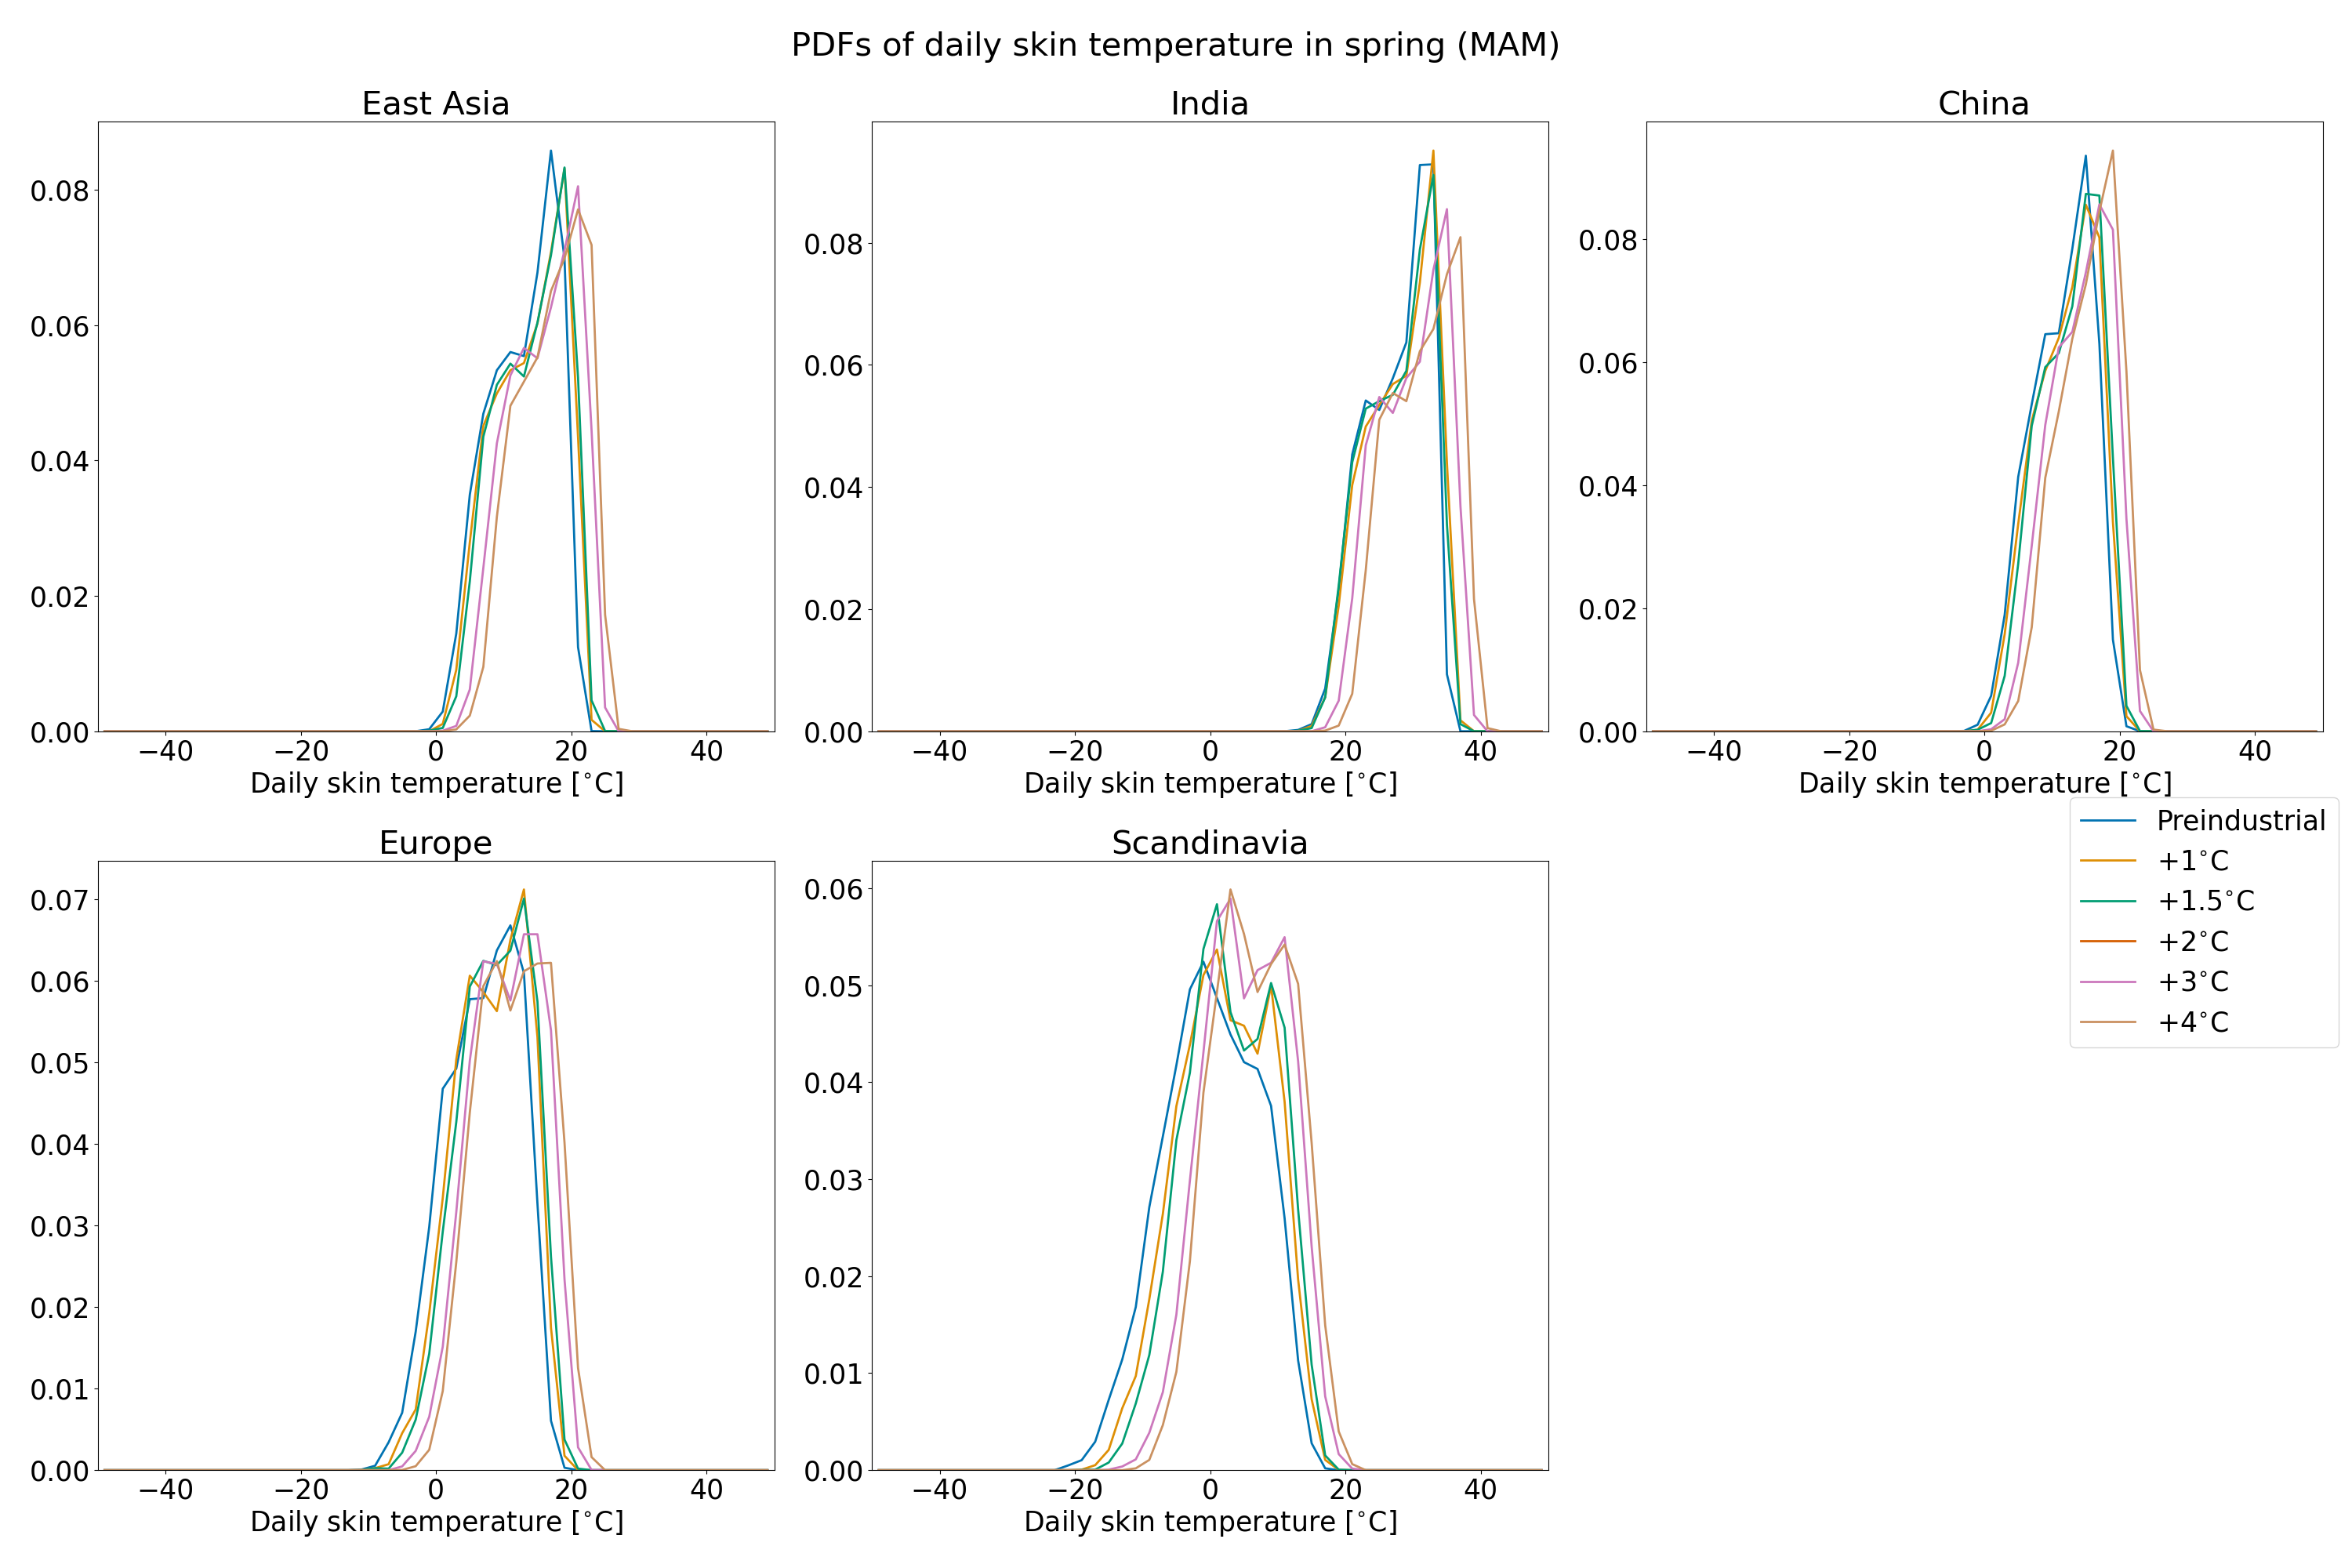 PDFs of daily skin temperature in spring (MAM)
East Asia
0.08
0.06
0.04
0.02
0.00
−40 −20 0 20 40
Daily skin temperature [°C]
India
0.08
0.06
0.04
0.02
0.00
−40 −20 0 20 40
Daily skin temperature [°C]
China
0.08
0.06
0.04
0.02
0.00
−40 −20 0 20 40
Daily skin temperature [°C]
Europe
0.07
0.06
0.05
0.04
0.03
0.02
0.01
0.00
−40 −20 0 20 40
Daily skin temperature [°C]
Scandinavia
0.06
0.05
0.04
0.03
0.02
0.01
0.00
−40 −20 0 20 40
Daily skin temperature [°C]
Preindustrial
+1°C
+1.5°C
+2°C
+3°C
+4°C